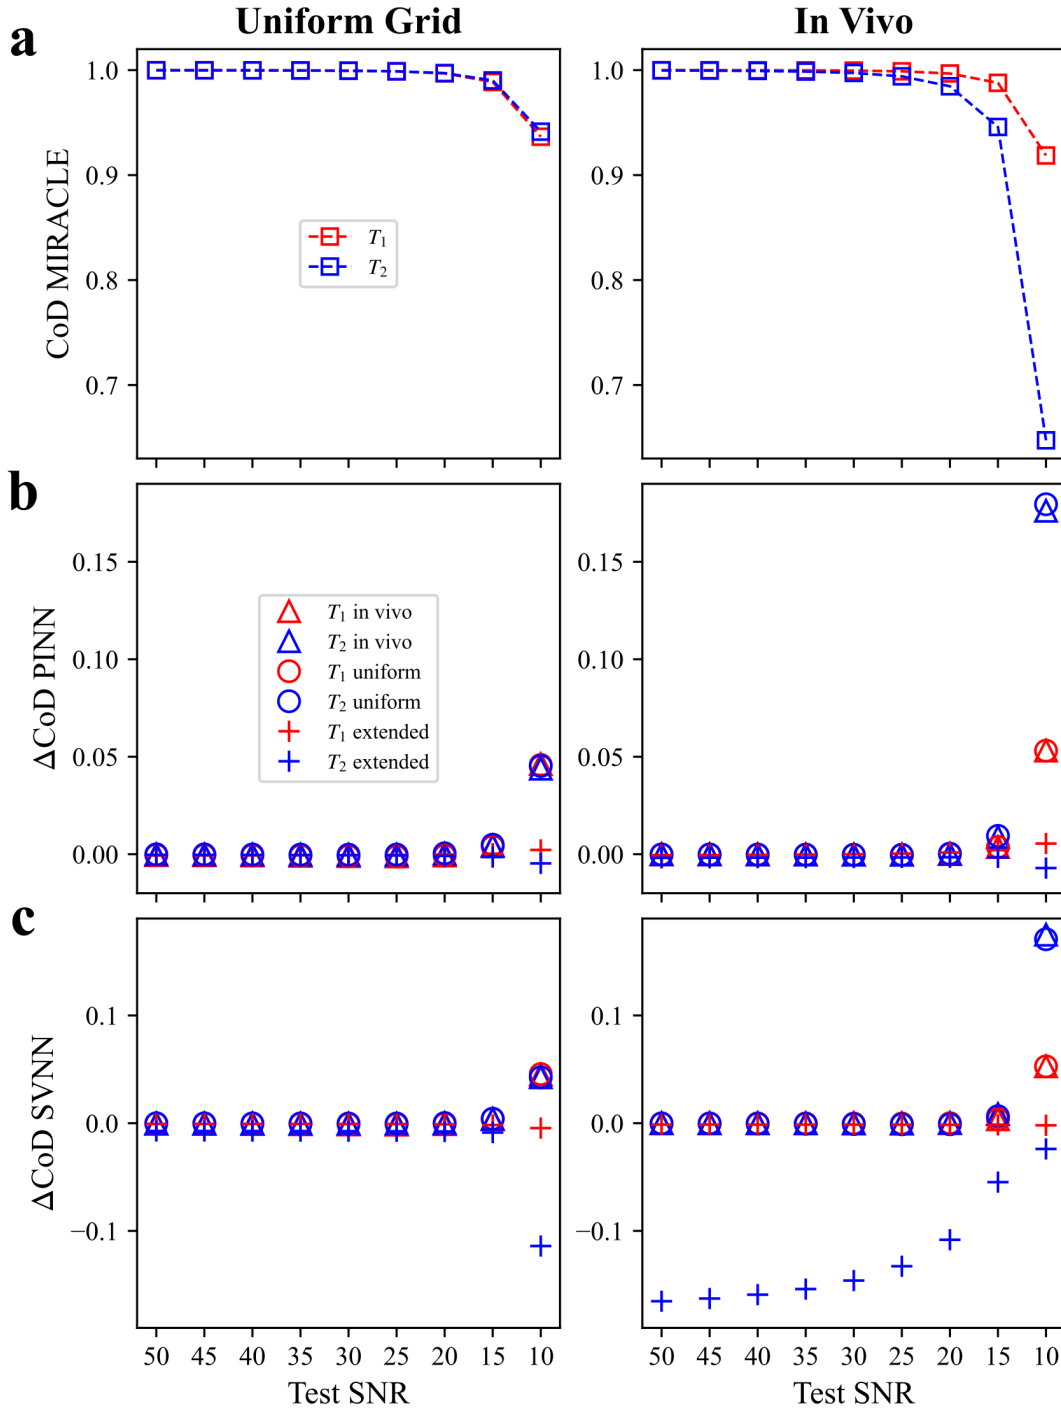 Uniform Grid
In Vivo
a
CoD MIRACLE
1.0
0.9
0.8
0.7
T1
T2
b
ΔCoD PINN
0.15
0.10
0.05
0.00
T1 in vivo
T2 in vivo
T1 uniform
T2 uniform
T1 extended
T2 extended
0.15
0.10
0.05
0.00
c
ΔCoD SVNN
0.1
0.0
−0.1
0.1
0.0
−0.1
50 45 40 35 30 25 20 15 10
Test SNR
50 45 40 35 30 25 20 15 10
Test SNR
1.0
0.9
0.8
0.7